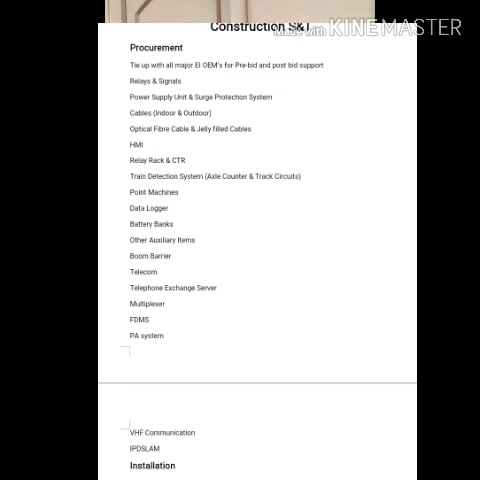 Construction S&T
Made with KINEMASTER
Procurement
Tie up with all major EI OEM's for Pre-bid and post bid support
Relays & Signals
Power Supply Unit & Surge Protection System
Cables (Indoor & Outdoor)
Optical Fibre Cable & Jelly filled Cables
HMI
Relay Rack & CTR
Train Detection System (Axle Counter & Track Circuits)
Point Machines
Data Logger
Battery Banks
Other Auxiliary Items
Boom Barrier
Telecom
Telephone Exchange Server
Multiplexer
FDMS
PA system
VHF Communication
IPDSLAM
Installation